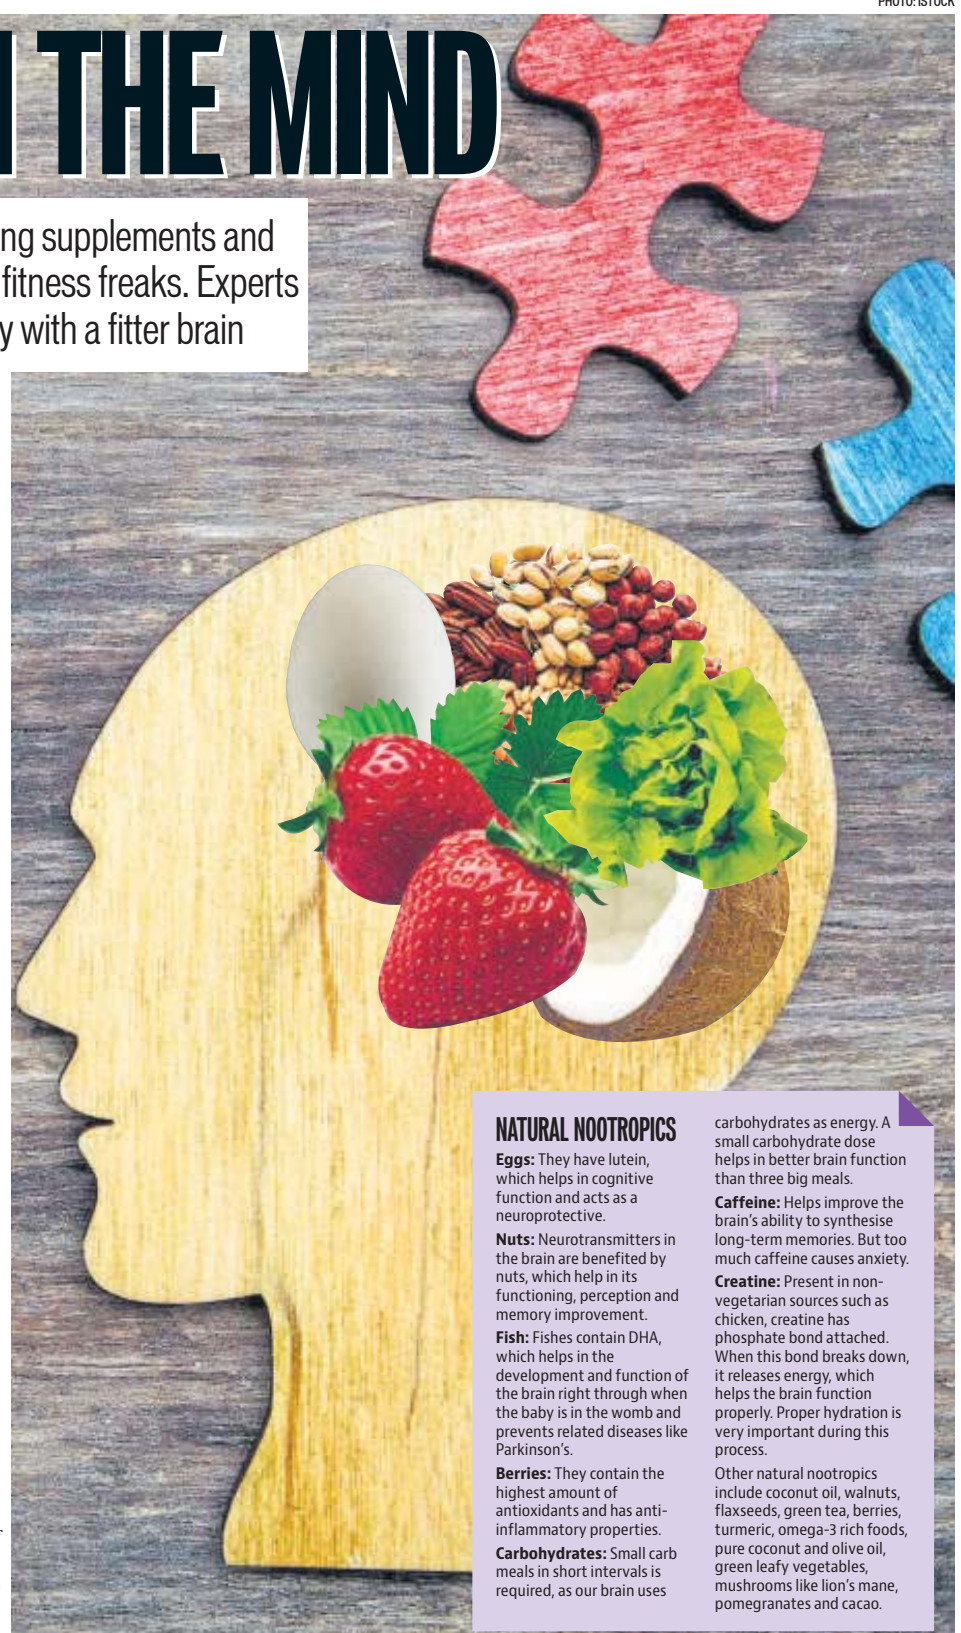 PHOTO: ISTOCK
THE MIND
ng supplements and
fitness freaks. Experts
y with a fitter brain
NATURAL NOOTROPICS
Eggs: They have lutein,
which helps in cognitive
function and acts as a
neuroprotective.
Nuts: Neurotransmitters in
the brain are benefited by
nuts, which help in its
functioning, perception and
memory improvement.
Fish: Fishes contain DHA,
which helps in the
development and function of
the brain right through when
the baby is in the womb and
prevents related diseases like
Parkinson's.
Berries: They contain the
highest amount of
antioxidants and has anti-
inflammatory properties.
Carbohydrates: Small carb
meals in short intervals is
required, as our brain uses
carbohydrates as energy. A
small carbohydrate dose
helps in better brain function
than three big meals.
Caffeine: Helps improve the
brain's ability to synthesise
long-term memories. But too
much caffeine causes anxiety.
Creatine: Present in non-
vegetarian sources such as
chicken, creatine has
phosphate bond attached.
When this bond breaks down,
it releases energy, which
helps the brain function
properly. Proper hydration is
very important during this
process.
Other natural nootropics
include coconut oil, walnuts,
flaxseeds, green tea, berries,
turmeric, omega-3 rich foods,
pure coconut and olive oil,
green leafy vegetables,
mushrooms like lion's mane,
pomegranates and cacao.